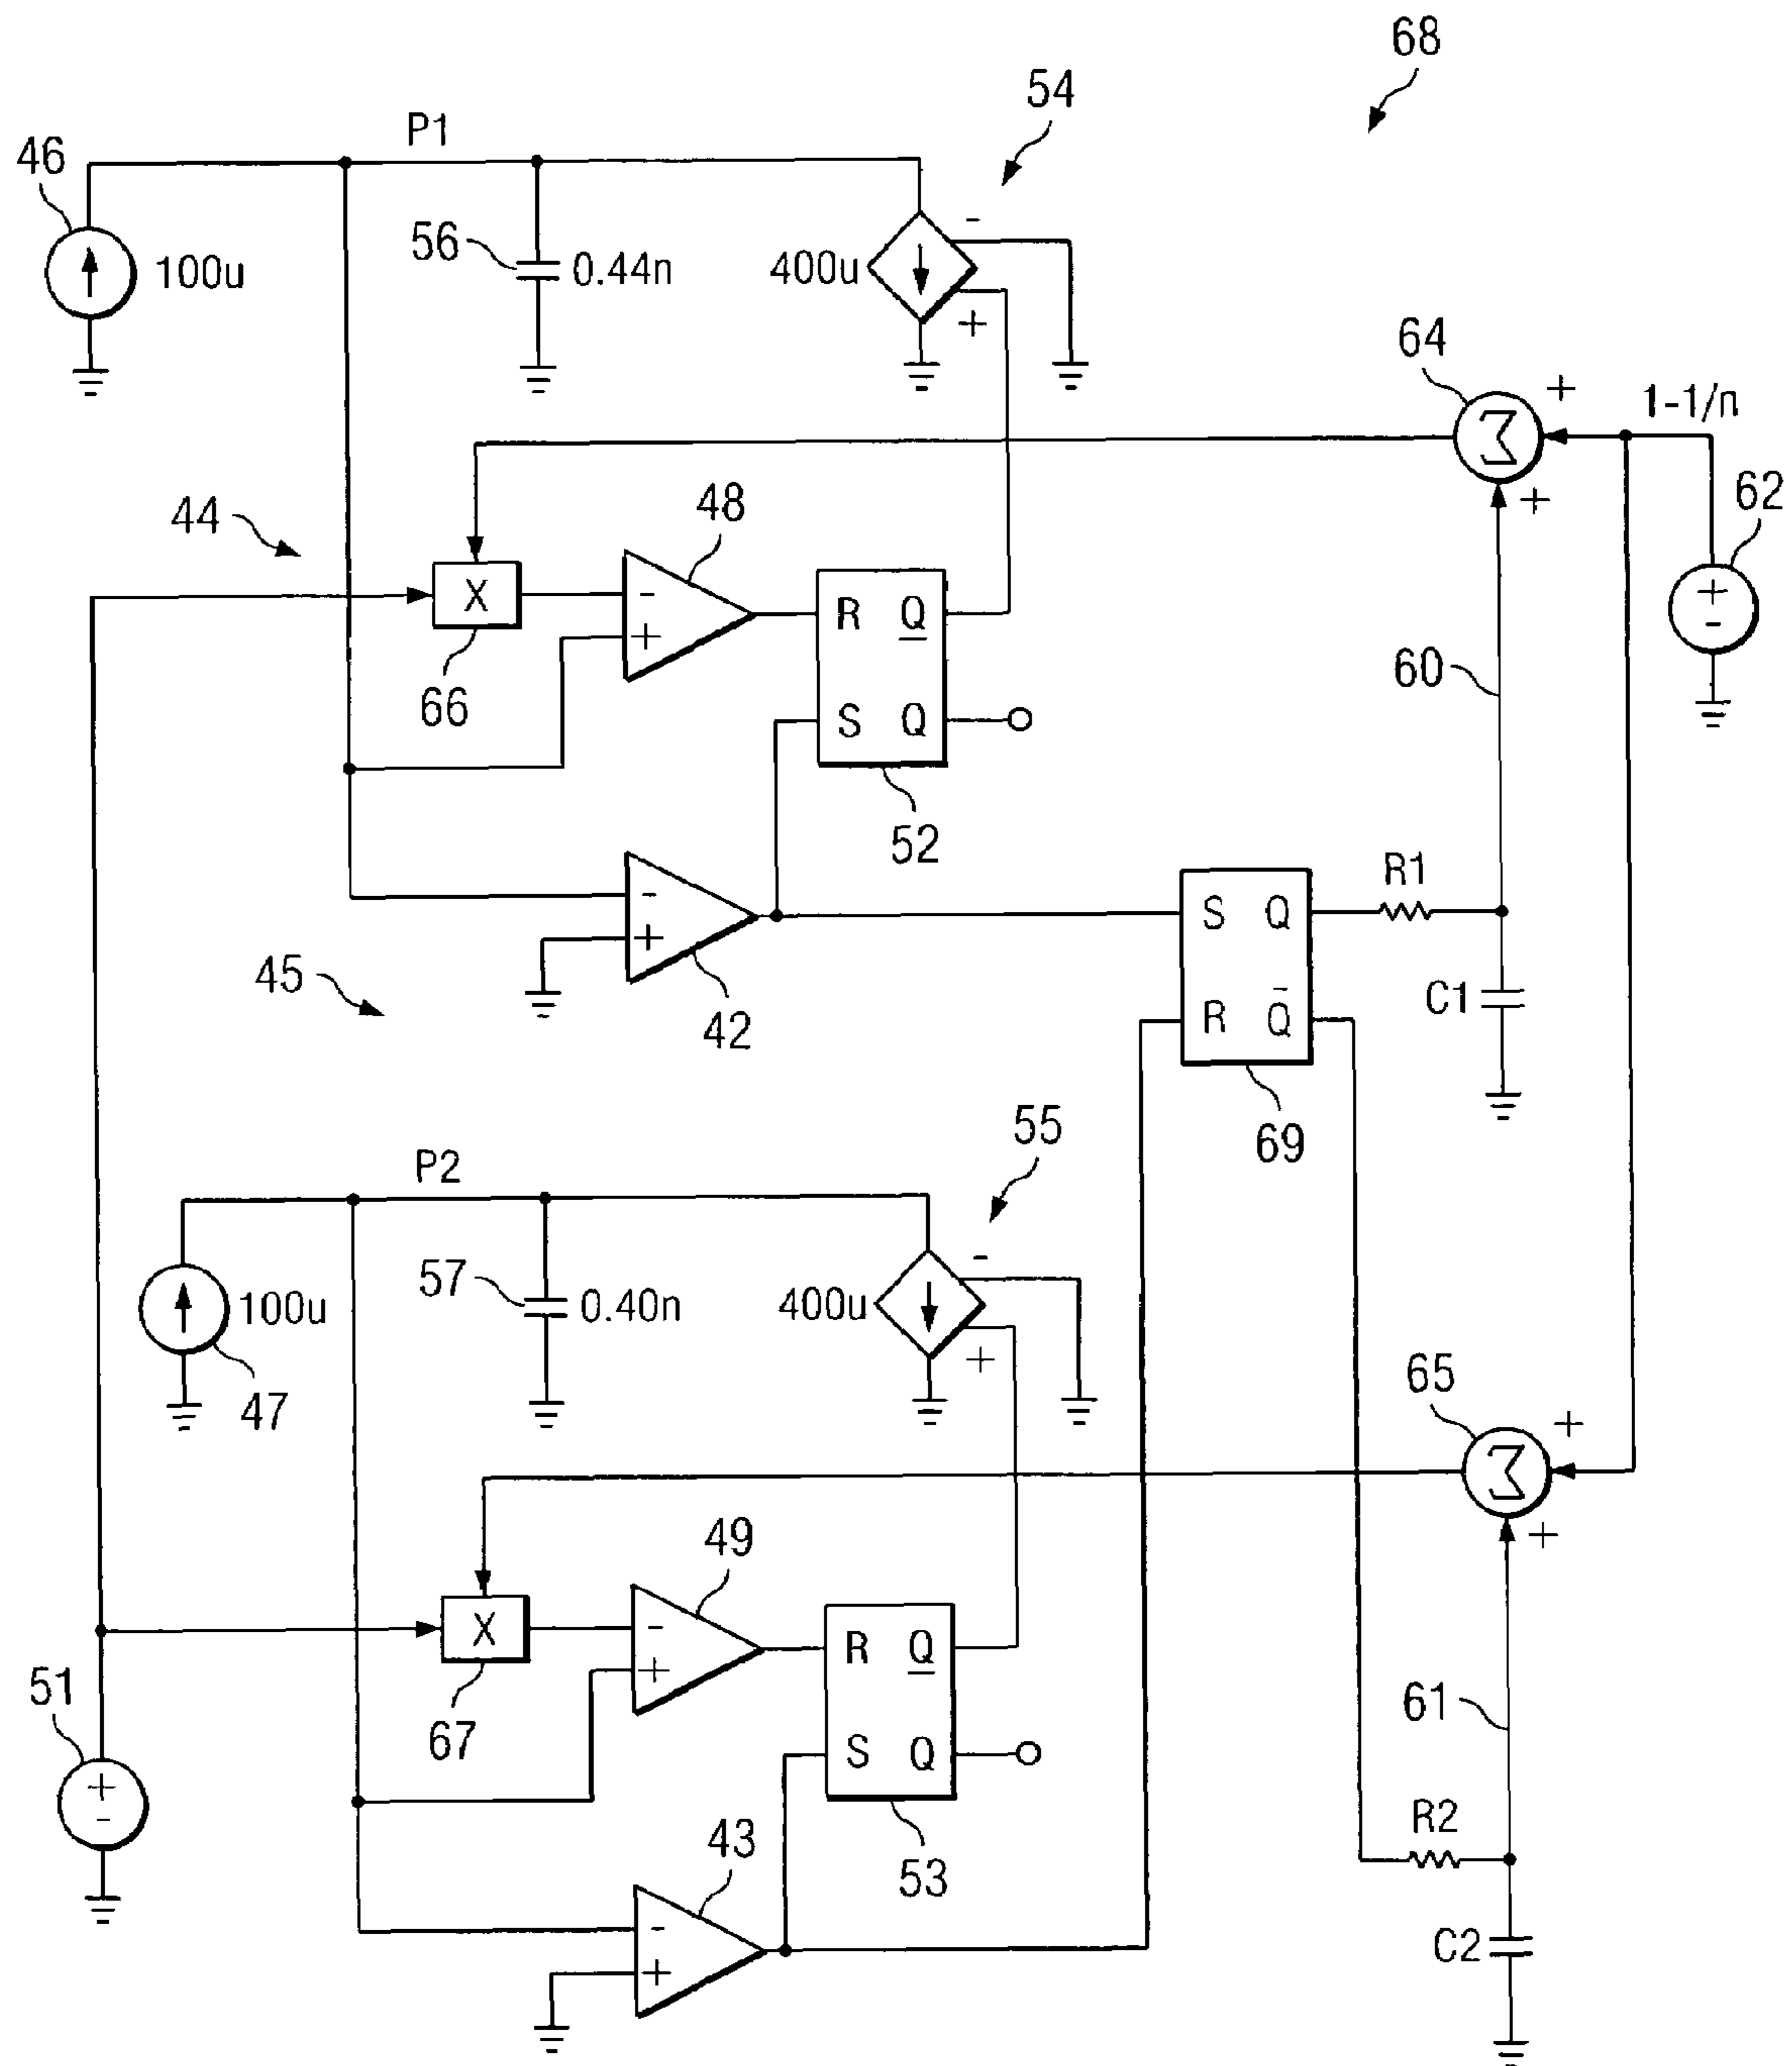 68
54
P1
46
100u
56
0.44n
400u
-
+
64
+
1-1/n
+
62
+
-
44
48
X
-
+
66
R Q
S Q
52
60
R1
-
+
42
45
S Q
R Q̄
69
C1
55
P2
47
100u
57
0.40n
400u
-
+
65
+
+
49
X
-
+
67
R Q
S Q
53
51
+
-
61
43
-
+
R2
C2